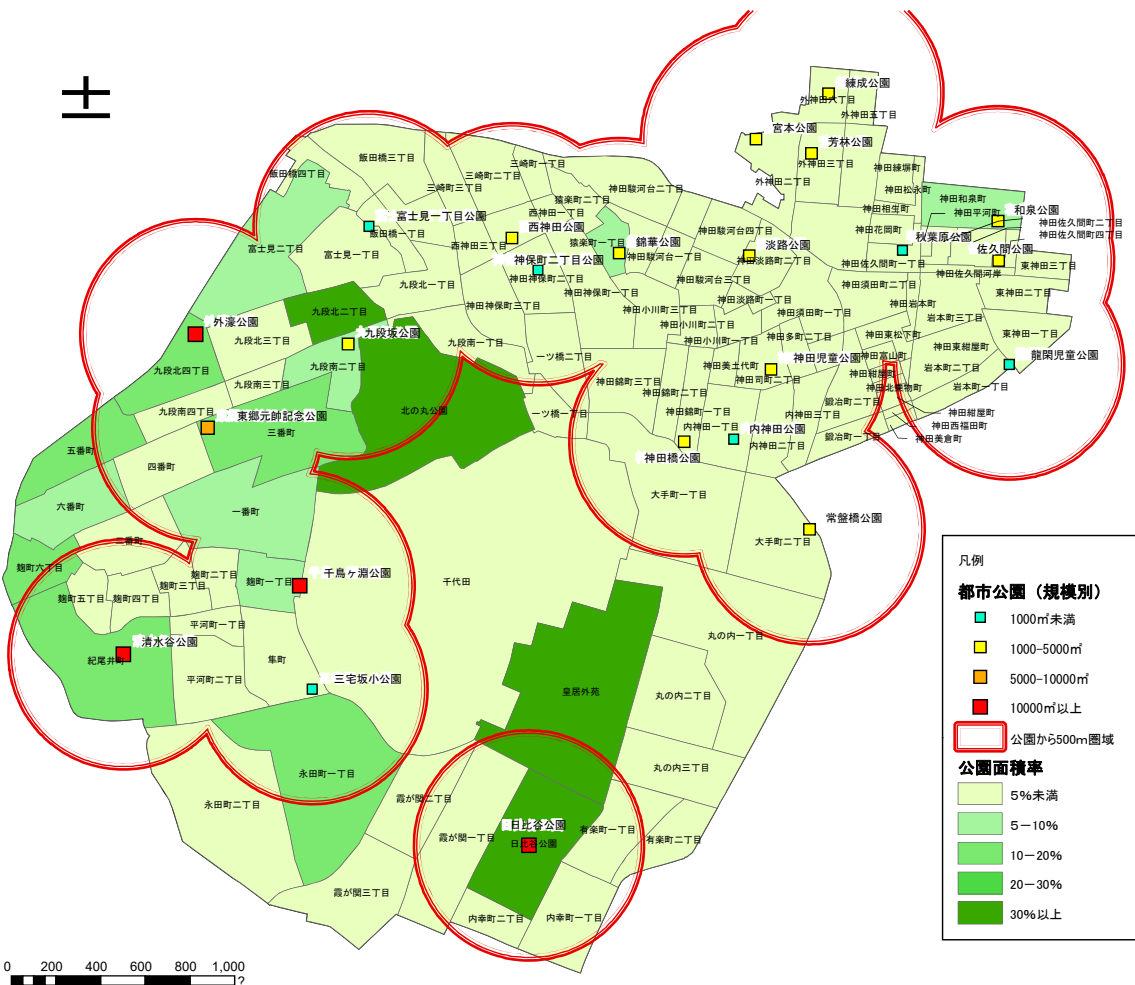 練成公園
外神田六丁目
外神田五丁目
宮本公園
芳林公園
外神田三丁目
外神田二丁目
神田練塀町
神田松永町
神田相生町
神田花岡町
神田和泉町
神田平河町
和泉公園
神田佐久間町二丁目
神田佐久間町四丁目
秋葉原公園
佐久間公園
神田佐久間町一丁目
神田佐久間河岸
東神田三丁目
東神田二丁目
東神田一丁目
飯田橋三丁目
飯田橋四丁目
三崎町一丁目
三崎町二丁目
三崎町三丁目
猿楽町二丁目
神田駿河台二丁目
富士見一丁目公園
飯田橋一丁目
富士見二丁目
富士見一丁目
西神田一丁目
西神田公園
西神田三丁目
猿楽町一丁目
錦華公園
神田駿河台一丁目
神田駿河台四丁目
淡路公園
神田淡路町二丁目
神田駿河台三丁目
神保町二丁目公園
神田神保町二丁目
神田神保町一丁目
神田神保町三丁目
九段北一丁目
神田淡路町一丁目
神田須田町二丁目
神田須田町一丁目
神田岩本町
岩本町三丁目
神田小川町三丁目
神田小川町二丁目
神田小川町一丁目
神田多町二丁目
神田東松下町
神田東紺屋町
神田富山町
岩本町二丁目
岩本町一丁目
龍閑児童公園
神田紺屋町
神田北乗物町
神田紺屋町
神田西福田町
神田美倉町
鍛冶町二丁目
鍛冶町一丁目
神田美土代町
神田児童公園
神田司町二丁目
外濠公園
九段北二丁目
九段北三丁目
九段坂公園
九段南一丁目
九段南二丁目
九段南三丁目
九段北四丁目
九段南四丁目
一ツ橋二丁目
一ツ橋一丁目
神田錦町三丁目
神田錦町二丁目
神田錦町一丁目
内神田一丁目
内神田公園
内神田二丁目
内神田三丁目
神田橋公園
東郷元帥記念公園
三番町
北の丸公園
五番町
四番町
六番町
一番町
二番町
大手町一丁目
大手町二丁目
常盤橋公園
麹町六丁目
麹町五丁目
麹町四丁目
麹町三丁目
麹町二丁目
麹町一丁目
千鳥ヶ淵公園
千代田
平河町一丁目
清水谷公園
紀尾井町
平河町二丁目
隼町
三宅坂小公園
丸の内一丁目
丸の内二丁目
丸の内三丁目
皇居外苑
永田町一丁目
永田町二丁目
霞が関二丁目
霞が関一丁目
霞が関三丁目
日比谷公園
日比谷公園
有楽町一丁目
有楽町二丁目
内幸町二丁目
内幸町一丁目
凡例
都市公園（規模別）
1000㎡未満
1000-5000㎡
5000-10000㎡
10000㎡以上
公園から500m圏域
公園面積率
5%未満
5－10%
10－20%
20－30%
30%以上
0 200 400 600 800 1,000
?